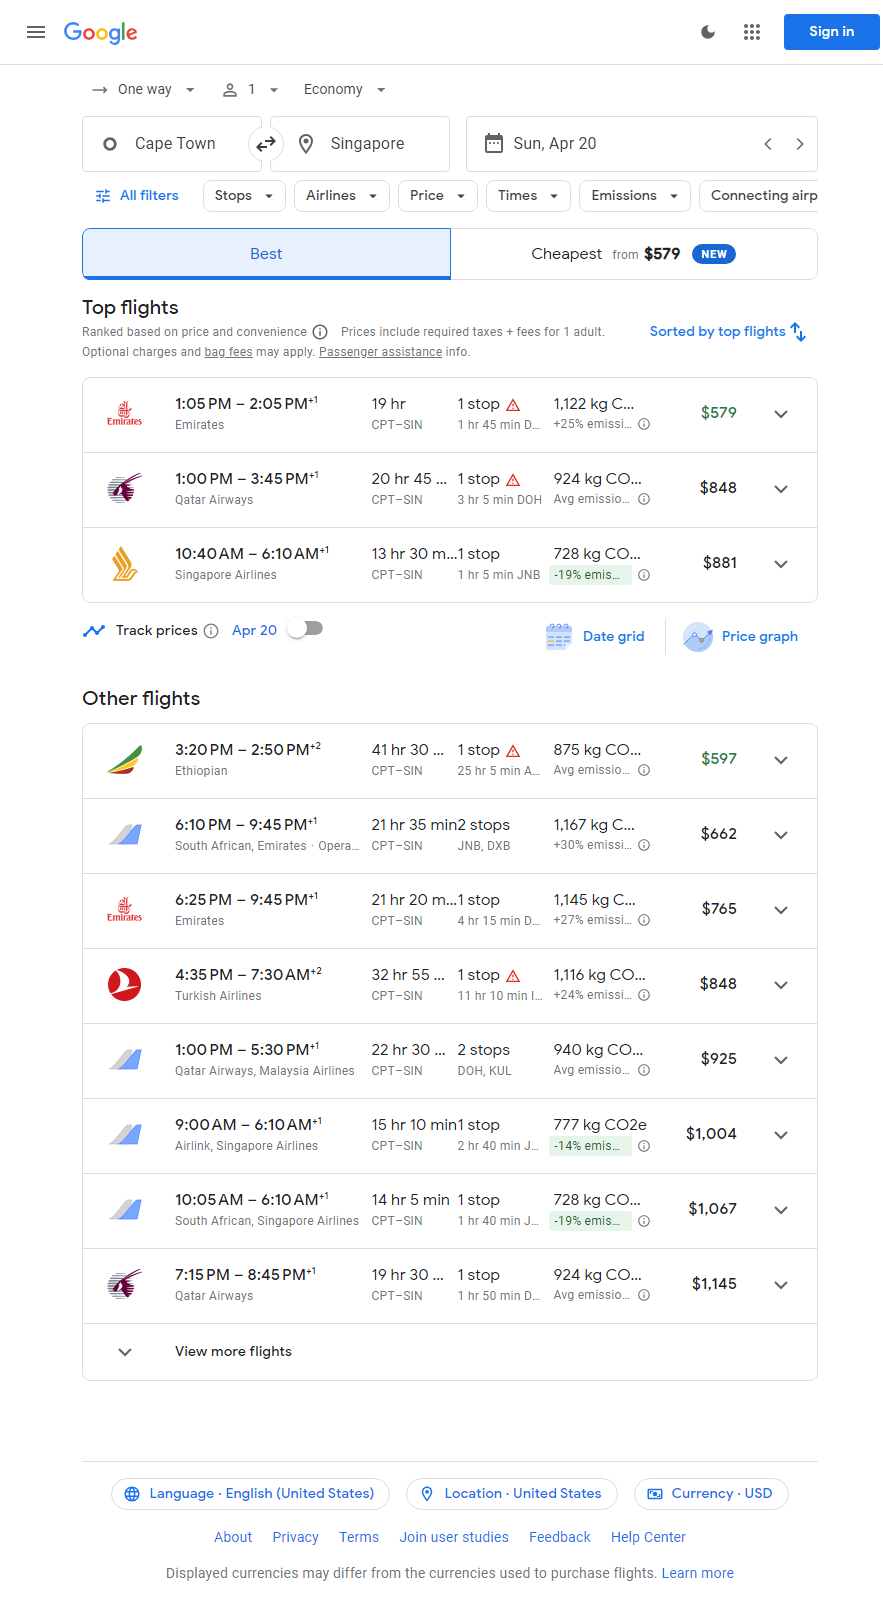 Google
Sign in
One way 1 Economy
Cape Town Singapore Sun, Apr 20
All filters Stops Airlines Price Times Emissions Connecting airp
Best Cheapest from $579 NEW
Top flights
Ranked based on price and convenience Prices include required taxes + fees for 1 adult.
Optional charges and bag fees may apply. Passenger assistance info.
Sorted by top flights
1:05 PM – 2:05 PM+1 19 hr 1 stop 1,122 kg C... $579
Emirates Emirates CPT–SIN 1 hr 45 min D... +25% emissi...
1:00 PM – 3:45 PM+1 20 hr 45 ... 1 stop 924 kg CO... $848
Qatar Airways CPT–SIN 3 hr 5 min DOH Avg emissio...
10:40 AM – 6:10 AM+1 13 hr 30 m... 1 stop 728 kg CO... $881
Singapore Airlines CPT–SIN 1 hr 5 min JNB -19% emis...
Track prices Apr 20 Date grid Price graph
Other flights
3:20 PM – 2:50 PM+2 41 hr 30 ... 1 stop 875 kg CO... $597
Ethiopian CPT–SIN 25 hr 5 min A... Avg emissio...
6:10 PM – 9:45 PM+1 21 hr 35 min 2 stops 1,167 kg C... $662
South African, Emirates · Opera... CPT–SIN JNB, DXB +30% emissi...
6:25 PM – 9:45 PM+1 21 hr 20 m... 1 stop 1,145 kg C... $765
Emirates Emirates CPT–SIN 4 hr 15 min D... +27% emissi...
4:35 PM – 7:30 AM+2 32 hr 55 ... 1 stop 1,116 kg CO... $848
Turkish Airlines CPT–SIN 11 hr 10 min I... +24% emissi...
1:00 PM – 5:30 PM+1 22 hr 30 ... 2 stops 940 kg CO... $925
Qatar Airways, Malaysia Airlines CPT–SIN DOH, KUL Avg emissio...
9:00 AM – 6:10 AM+1 15 hr 10 min 1 stop 777 kg CO2e $1,004
Airlink, Singapore Airlines CPT–SIN 2 hr 40 min J... -14% emis...
10:05 AM – 6:10 AM+1 14 hr 5 min 1 stop 728 kg CO... $1,067
South African, Singapore Airlines CPT–SIN 1 hr 40 min J... -19% emis...
7:15 PM – 8:45 PM+1 19 hr 30 ... 1 stop 924 kg CO... $1,145
Qatar Airways CPT–SIN 1 hr 50 min D... Avg emissio...
View more flights
Language · English (United States) Location · United States Currency · USD
About Privacy Terms Join user studies Feedback Help Center
Displayed currencies may differ from the currencies used to purchase flights. Learn more